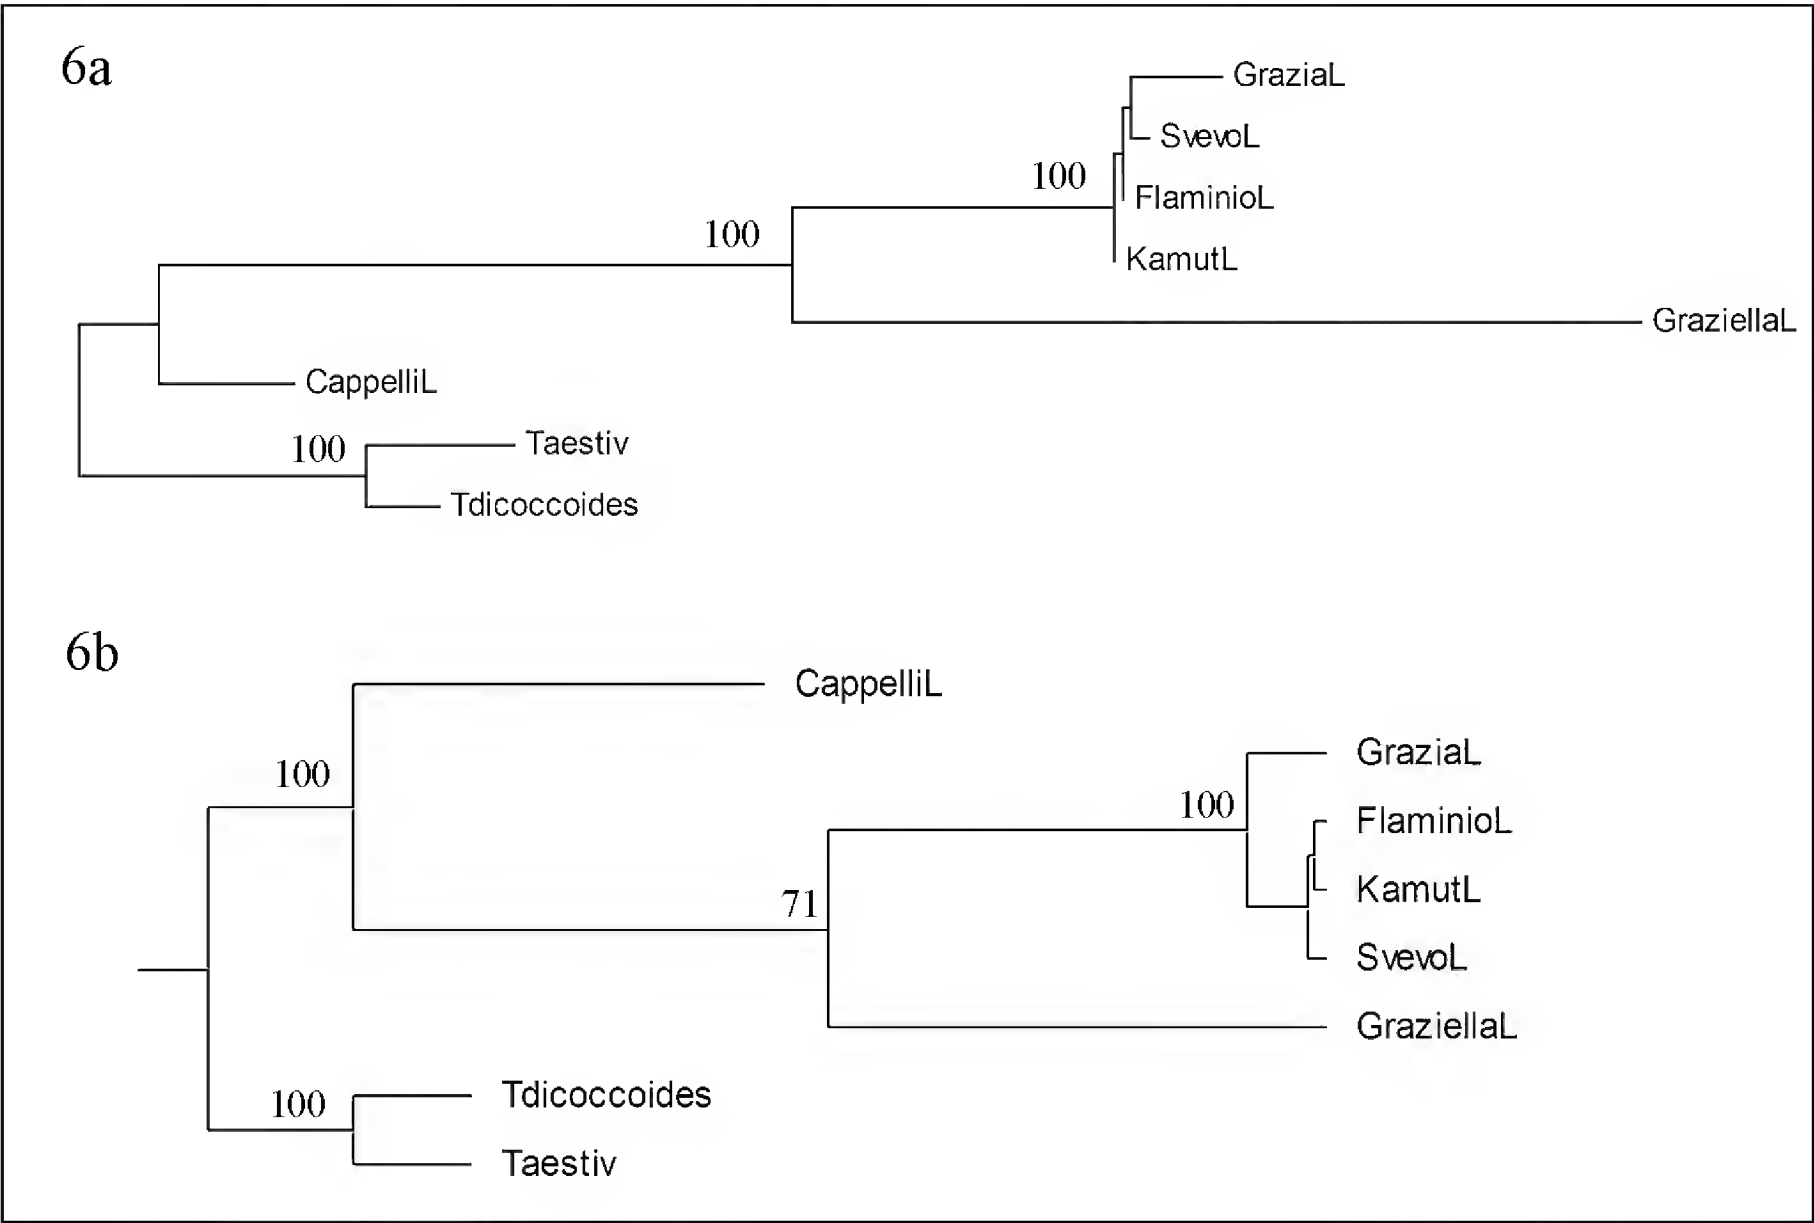 6a
GraziaL
SvevoL
100
FlaminioL
100
KamutL
GraziellaL
CappelliL
100
Taestiv
Tdicoccoides
6b
CappelliL
GraziaL
100
100
FlaminioL
KamutL
71
SvevoL
GraziellaL
Tdicoccoides
100
Taestiv